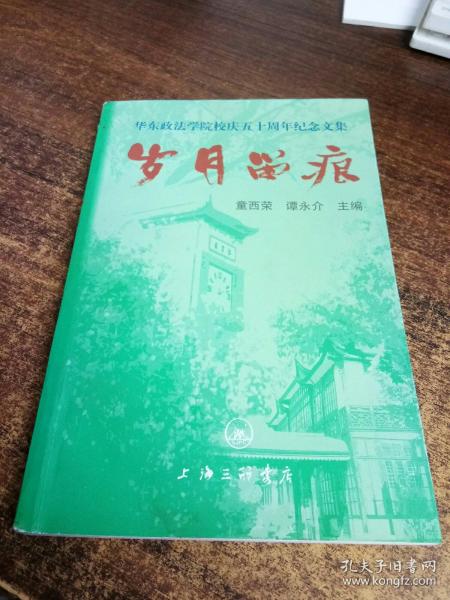 华东政法学院校庆五十周年纪念文集
岁月留痕
童西荣 谭永介 主编
SJPC
上海三联书店
孔夫子旧书网
www.kongfz.com